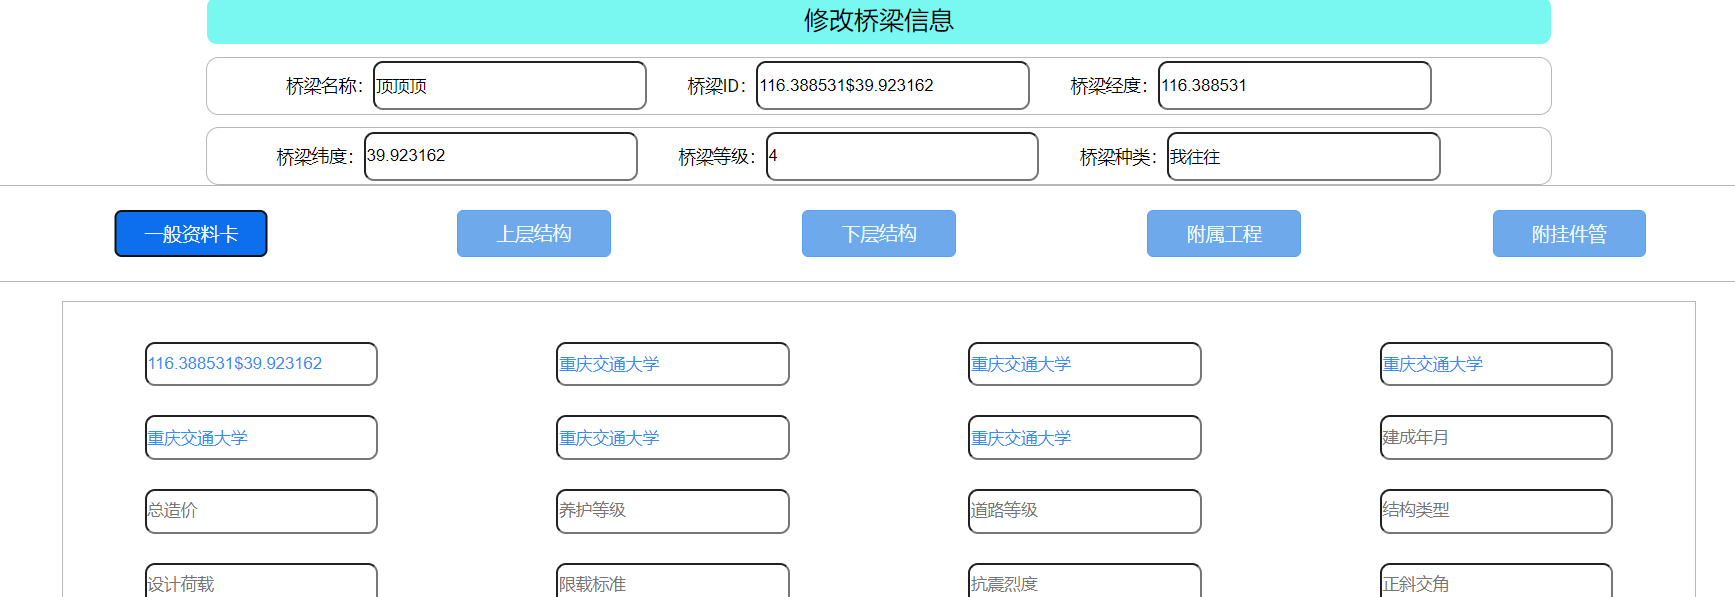 修改桥梁信息
桥梁名称： 顶顶顶 桥梁ID： 116.388531$39.923162 桥梁经度： 116.388531
桥梁纬度： 39.923162 桥梁等级： 4 桥梁种类： 我往往
一般资料卡 上层结构 下层结构 附属工程 附挂件管
116.388531$39.923162 重庆交通大学 重庆交通大学 重庆交通大学
重庆交通大学 重庆交通大学 重庆交通大学 建成年月
总造价 养护等级 道路等级 结构类型
设计荷载 限载标准 抗震烈度 正斜交角